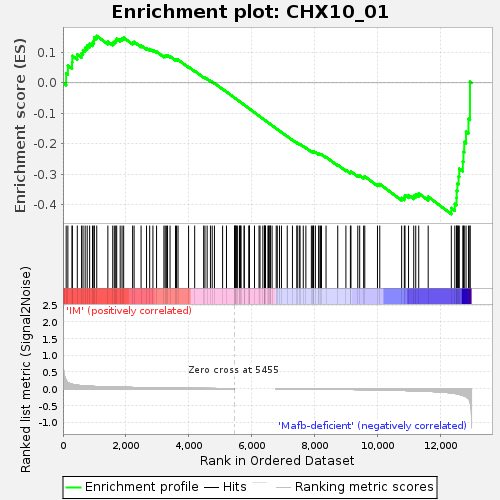 Enrichment plot: CHX10_01
Enrichment score (ES)
0.1
0.0
-0.1
-0.2
-0.3
-0.4
'IM' (positively correlated)
Ranked list metric (Signal2Noise)
2.5
2.0
1.5
1.0
0.5
0.0
-0.5
-1.0
Zero cross at 5455
'Mafb-deficient' (negatively correlated)
0
2,000
4,000
6,000
8,000
10,000
12,000
Rank in Ordered Dataset
Enrichment profile
Hits
Ranking metric scores